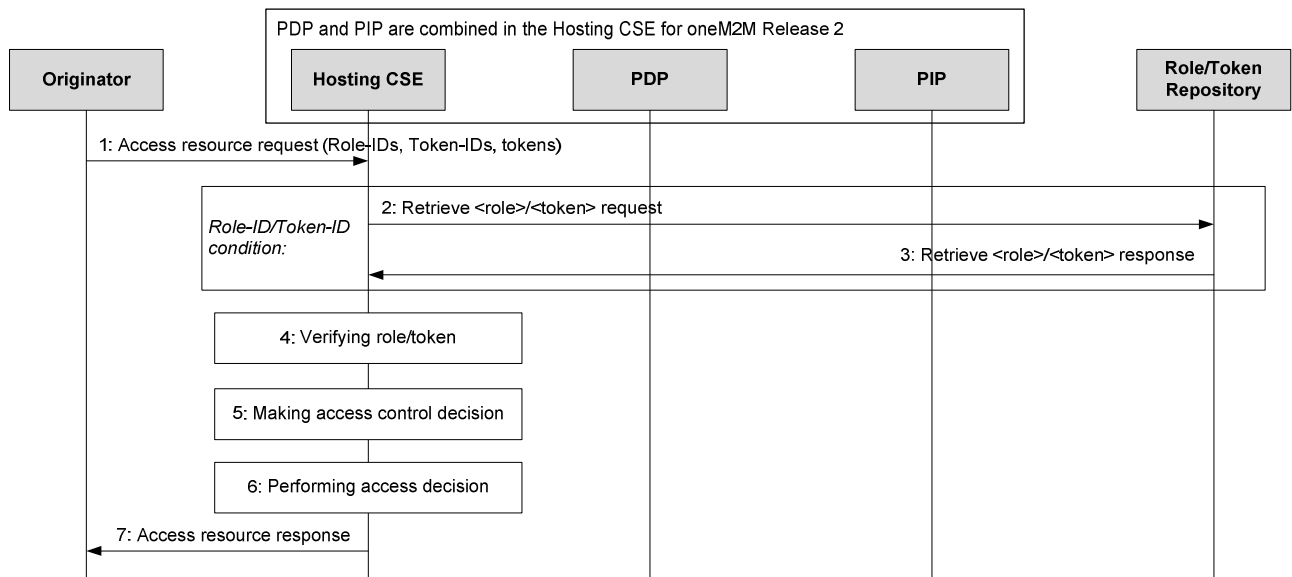 PDP and PIP are combined in the Hosting CSE for oneM2M Release 2
Originator
Hosting CSE
PDP
PIP
Role/Token
Repository
1: Access resource request (Role-IDs, Token-IDs, tokens)
2: Retrieve <role>/<token> request
Role-ID/Token-ID
condition:
3: Retrieve <role>/<token> response
4: Verifying role/token
5: Making access control decision
6: Performing access decision
7: Access resource response